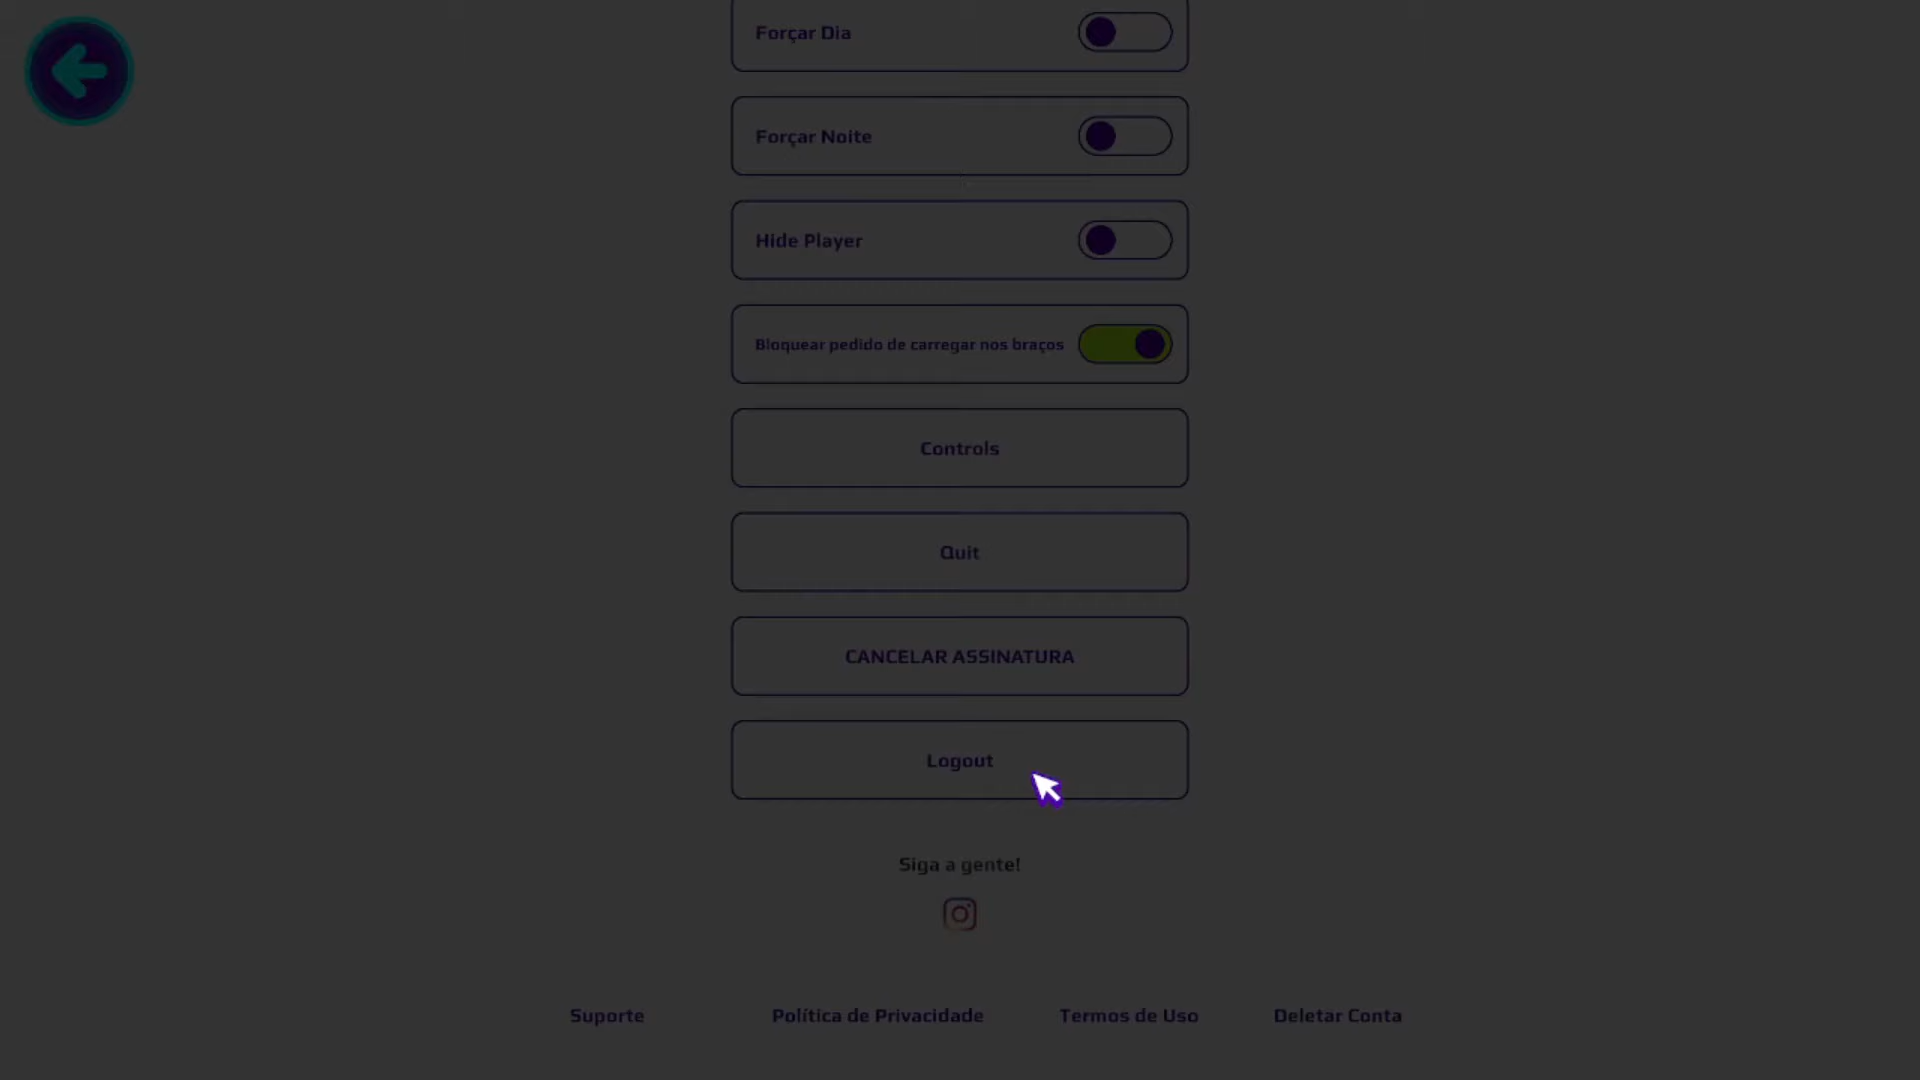 Forçar Dia
Forçar Noite
Hide Player
Bloquear pedido de carregar nos braços
Controls
Quit
CANCELAR ASSINATURA
Logout
Siga a gente!
Suporte Política de Privacidade Termos de Uso Deletar Conta